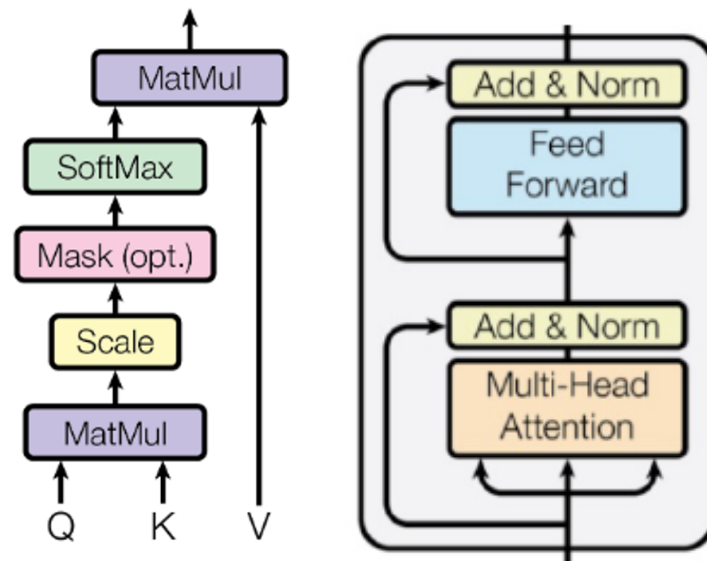 MatMul
SoftMax
Mask (opt.)
Scale
MatMul
Q K V
Add & Norm
Feed
Forward
Add & Norm
Multi-Head
Attention